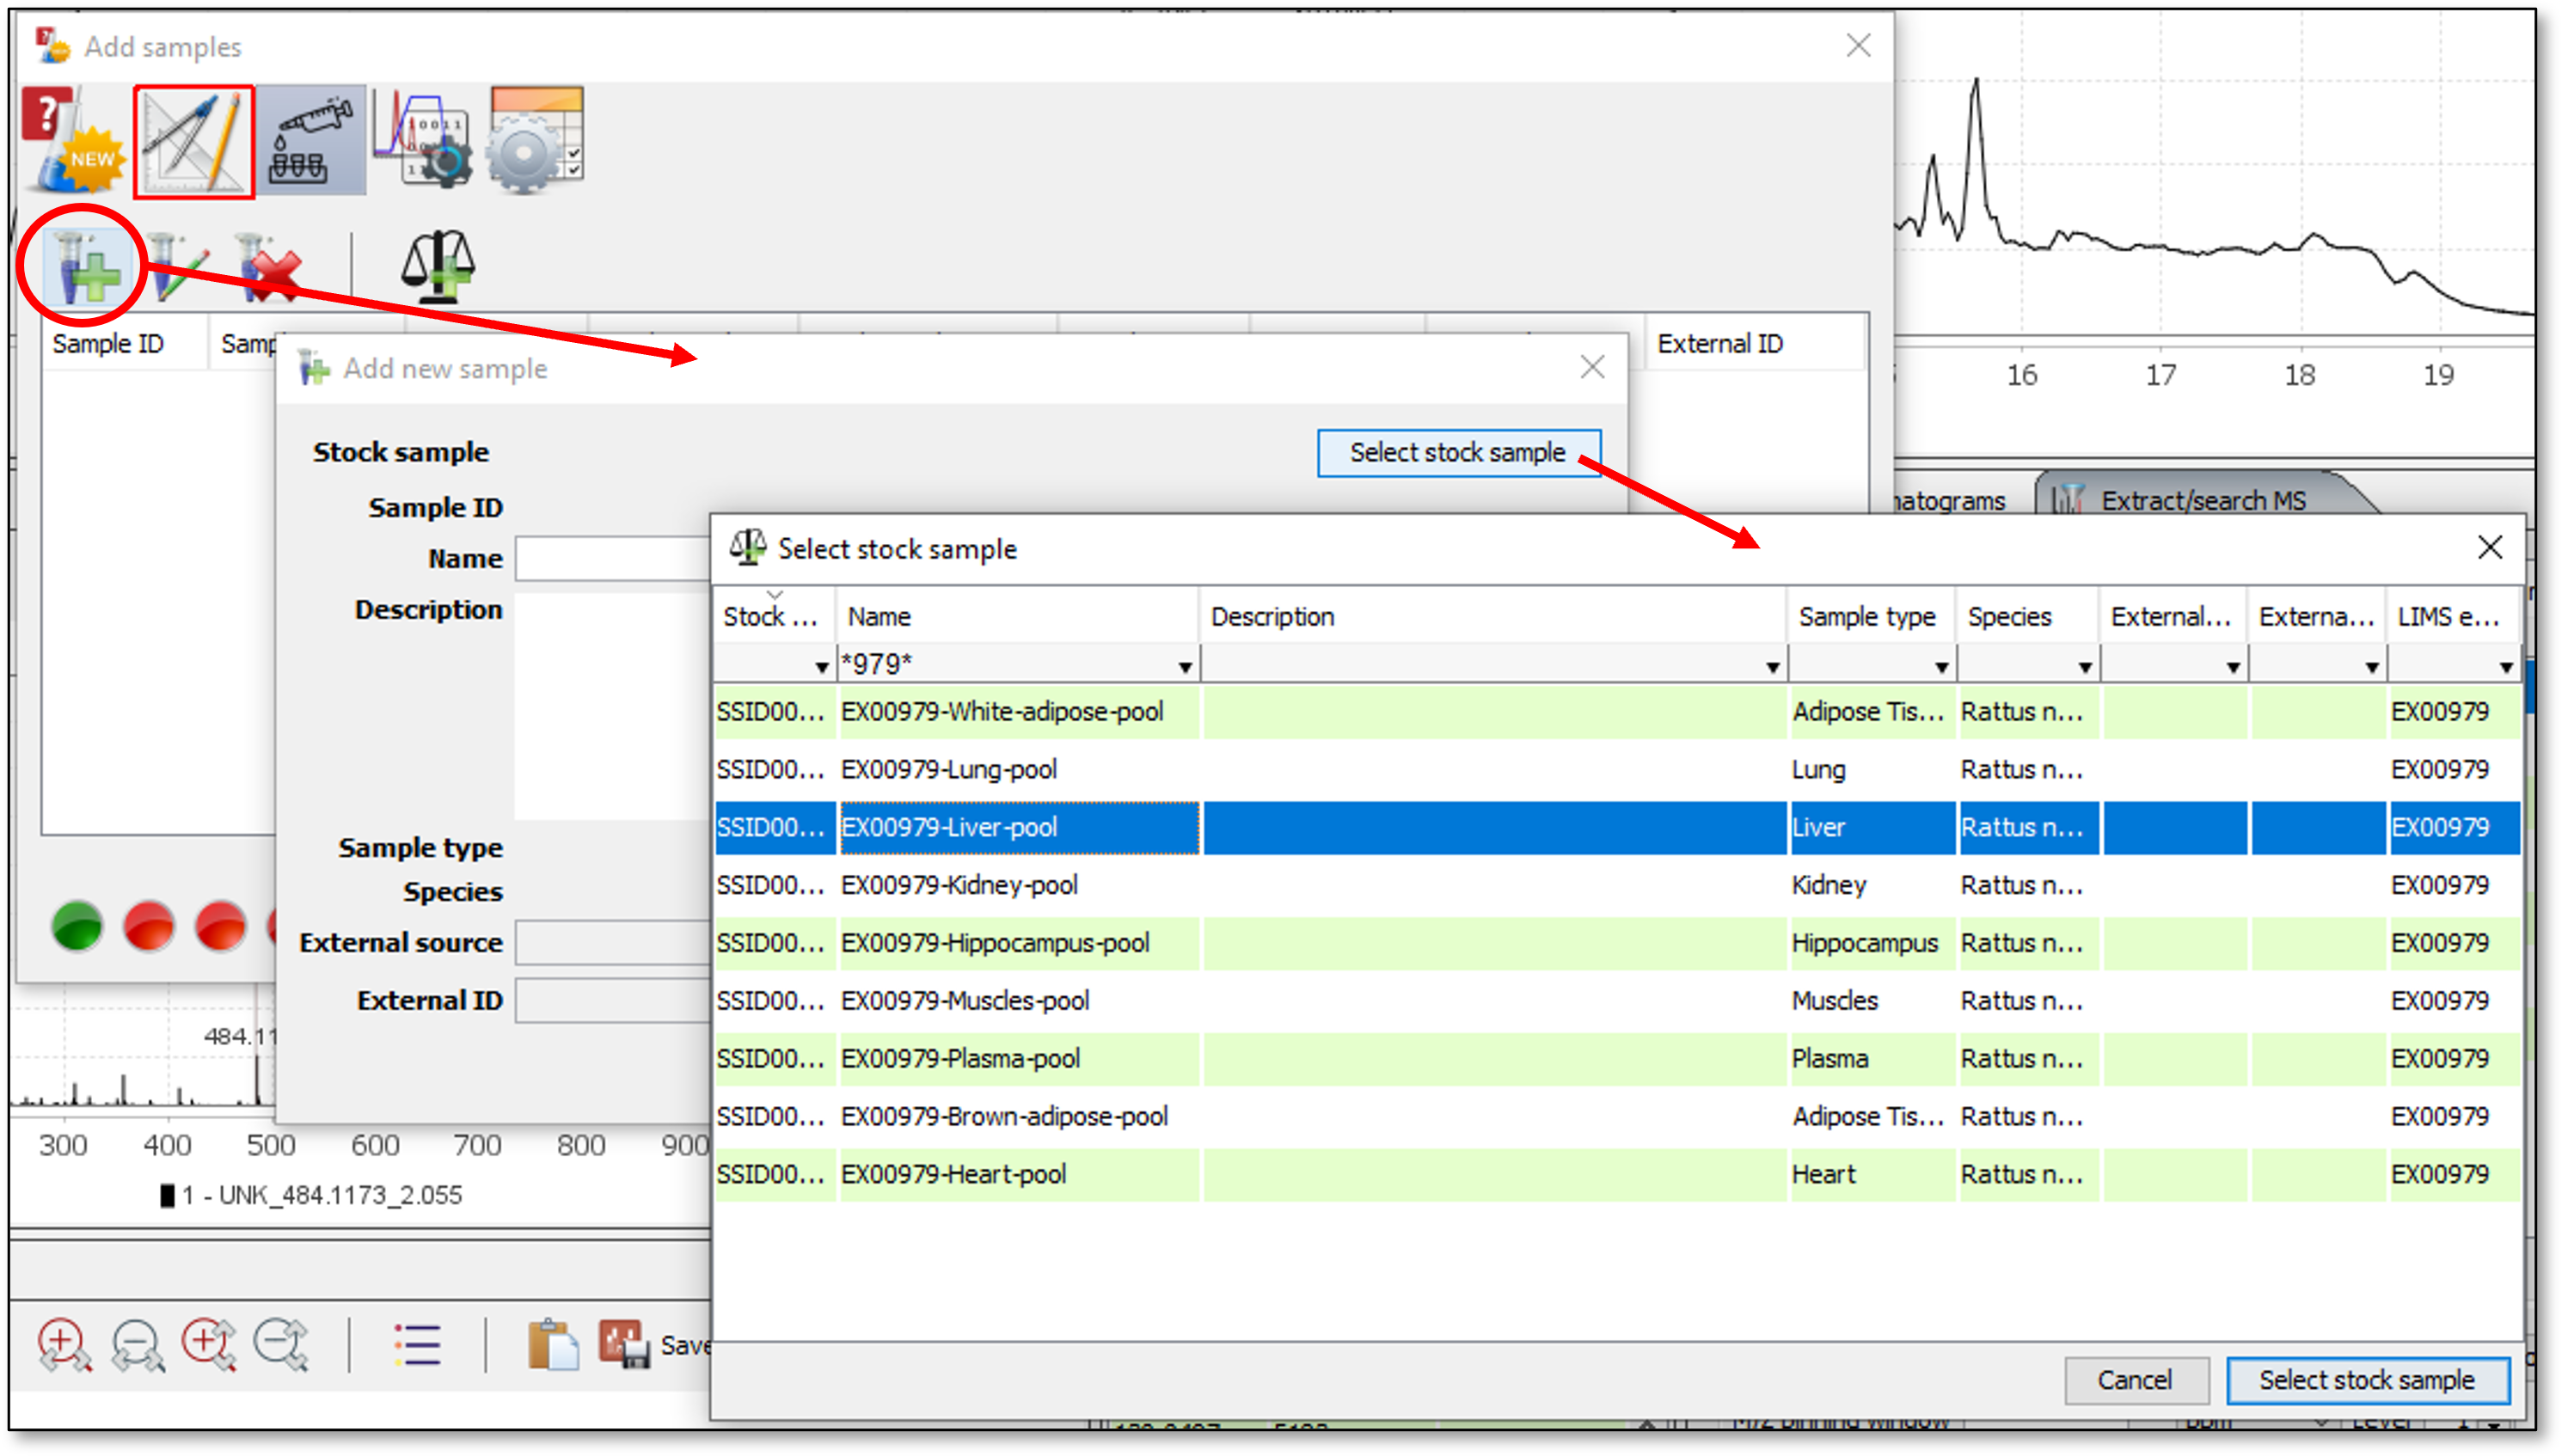 Add samples
?
NEW
10011
16 17 18 19
Sample ID
External ID
Add new sample
Stock sample
Select stock sample
Sample ID
Name
Description
Sample type
Species
External source
External ID
Extract/search MS
Select stock sample
Stock ... Name Description Sample type Species External... Externa... LIMS e...
*979*
SSID00... EX00979-White-adipose-pool Adipose Tis... Rattus n... EX00979
SSID00... EX00979-Lung-pool Lung Rattus n... EX00979
SSID00... EX00979-Liver-pool Liver Rattus n... EX00979
SSID00... EX00979-Kidney-pool Kidney Rattus n... EX00979
SSID00... EX00979-Hippocampus-pool Hippocampus Rattus n... EX00979
SSID00... EX00979-Muscles-pool Muscles Rattus n... EX00979
SSID00... EX00979-Plasma-pool Plasma Rattus n... EX00979
SSID00... EX00979-Brown-adipose-pool Adipose Tis... Rattus n... EX00979
SSID00... EX00979-Heart-pool Heart Rattus n... EX00979
484.11
300 400 500 600 700 800 900
1 - UNK_484.1173_2.055
Save
Cancel
Select stock sample